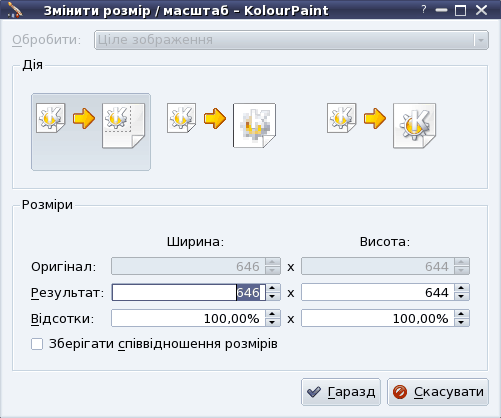 Змінити розмір / масштаб – KolourPaint
Обробити: Ціле зображення
Дія
Розміри
Ширина: Висота:
Оригінал: 646 x 644
Результат: 646 x 644
Відсотки: 100,00% x 100,00%
Зберігати співвідношення розмірів
Гаразд Скасувати